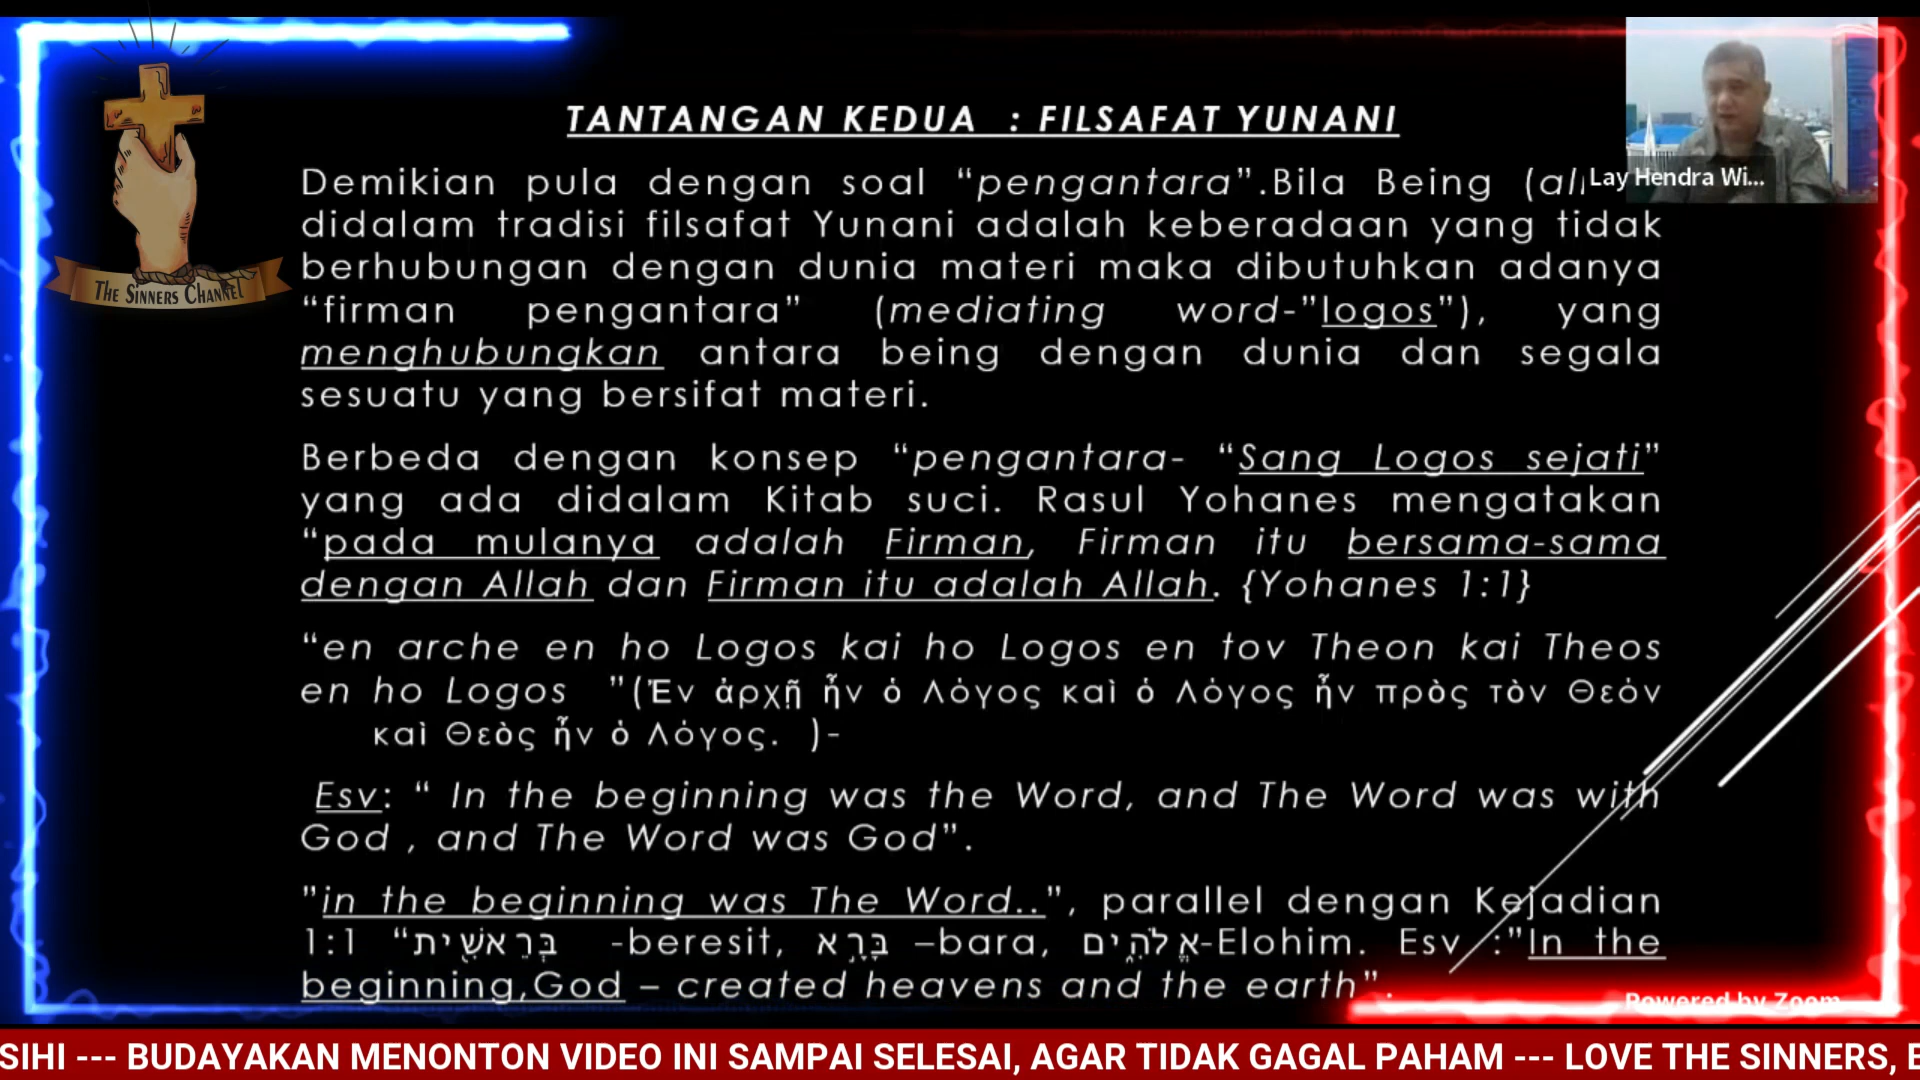 TANTANGAN KEDUA : FILSAFAT YUNANI
Demikian pula dengan soal “pengantara”.Bila Being (
Lay Hendra Wi...
didalam tradisi filsafat Yunani adalah keberadaan yang tidak
berhubungan dengan dunia materi maka dibutuhkan adanya
“firman pengantara” (mediating word-”logos”), yang
menghubungkan antara being dengan dunia dan segala
sesuatu yang bersifat materi.
THE SINNERS CHANNEL
Berbeda dengan konsep “pengantara- “Sang Logos sejati”
yang ada didalam Kitab suci. Rasul Yohanes mengatakan
“pada mulanya adalah Firman, Firman itu bersama-sama
dengan Allah dan Firman itu adalah Allah. {Yohanes 1:1}
“en arche en ho Logos kai ho Logos en tov Theon kai Theos
en ho Logos ”(Ἐν ἀρχῇ ἦν ὁ Λόγος καὶ ὁ Λόγος ἦν πρὸς τὸν Θεόν
καὶ Θεὸς ἦν ὁ Λόγος. )-
Esv: “ In the beginning was the Word, and The Word was with
God , and The Word was God”.
”in the beginning was The Word..”, parallel dengan Kejadian
1:1 “בְּרֵאשִׁ֖ית -beresit, בָּרָ֣א –bara, אֱלֹהִ֑ים-Elohim. Esv :”In the
beginning,God – created heavens and the earth”.
Powered by Zoom
SIHI --- BUDAYAKAN MENONTON VIDEO INI SAMPAI SELESAI, AGAR TIDAK GAGAL PAHAM --- LOVE THE SINNERS,